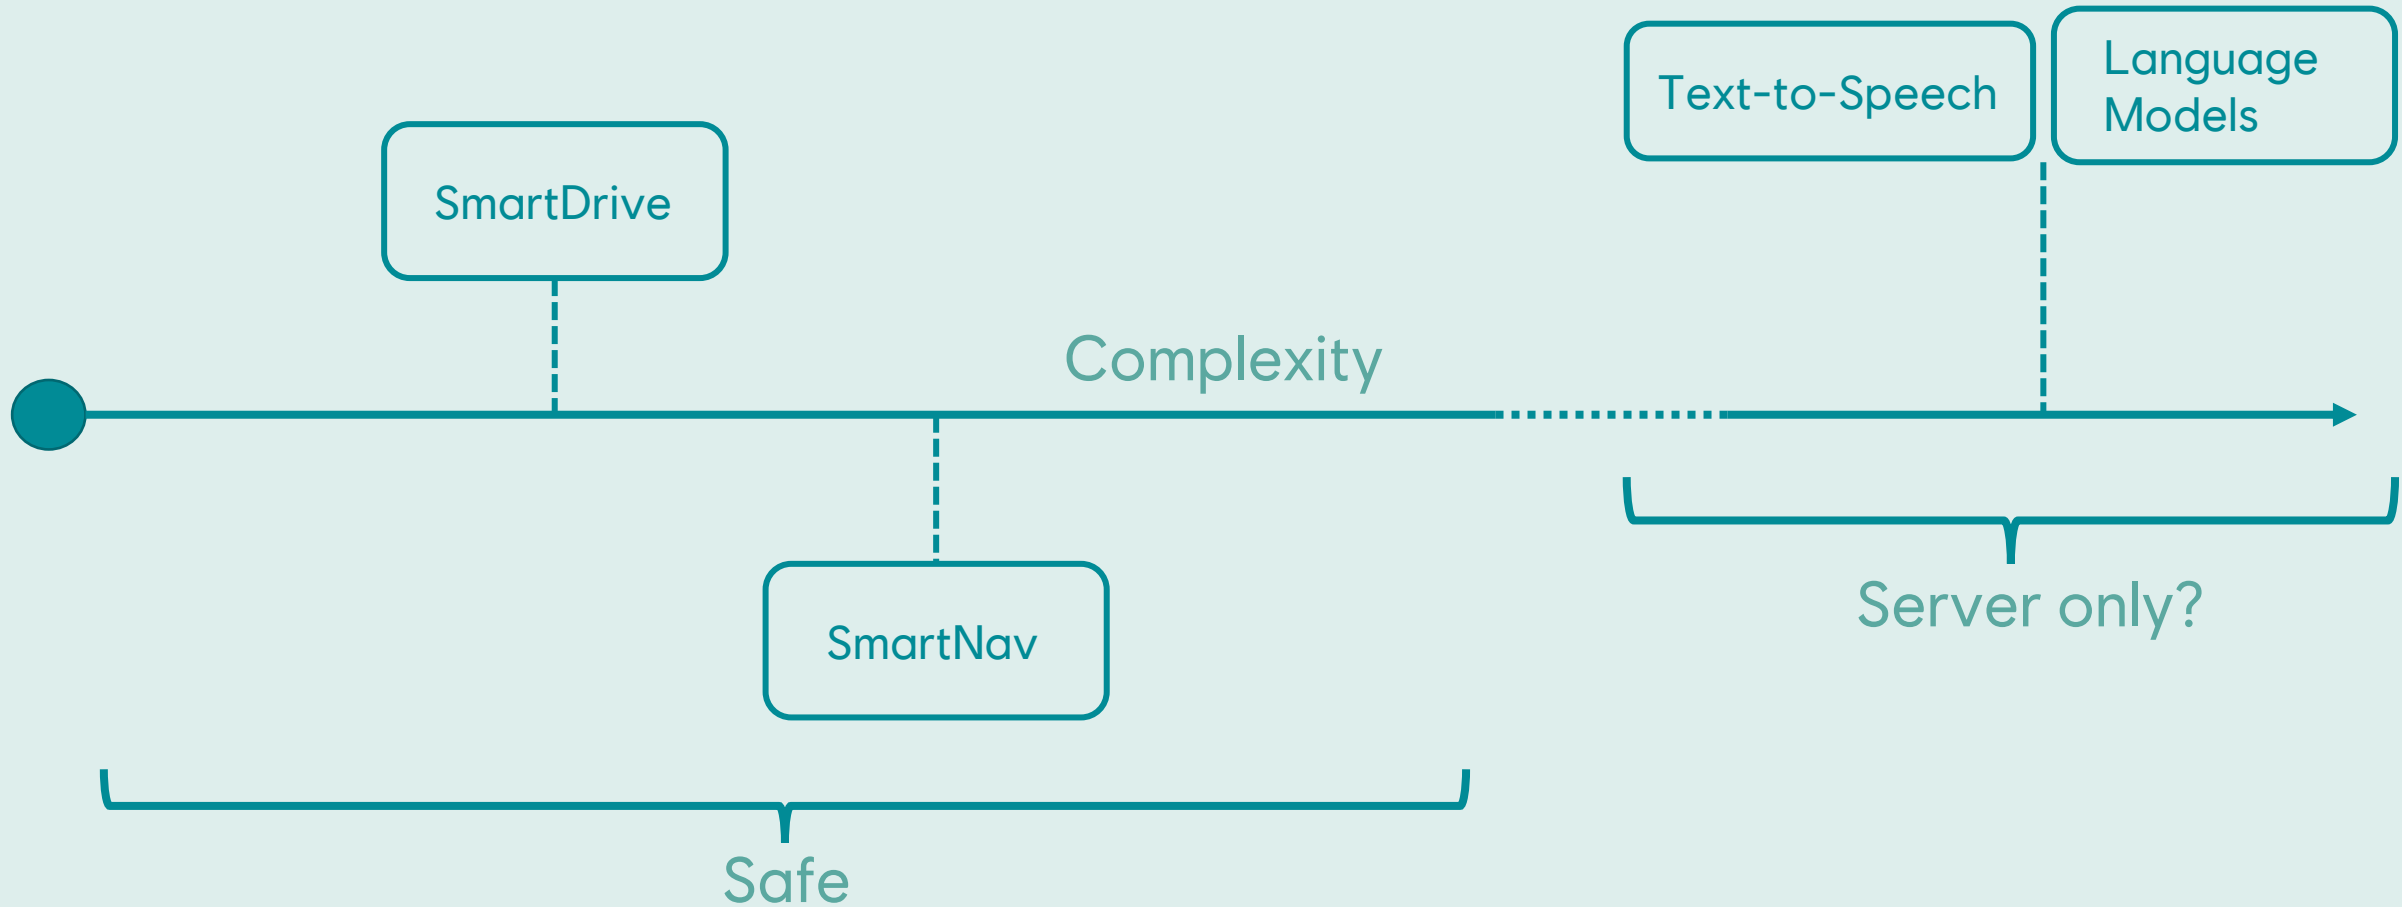 Text-to-Speech
Language
Models
SmartDrive
Complexity
Server only?
SmartNav
Safe